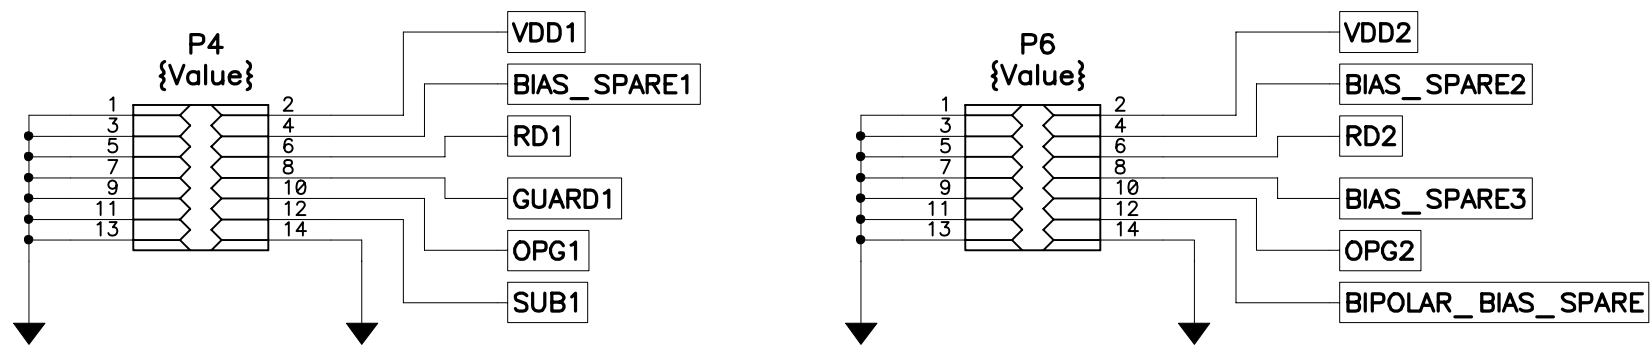 P4
{Value}
1
3
5
7
9
11
13
2
4
6
8
10
12
14
VDD1
BIAS_SPARE1
RD1
GUARD1
OPG1
SUB1
P6
{Value}
1
3
5
7
9
11
13
2
4
6
8
10
12
14
VDD2
BIAS_SPARE2
RD2
BIAS_SPARE3
OPG2
BIPOLAR_BIAS_SPARE